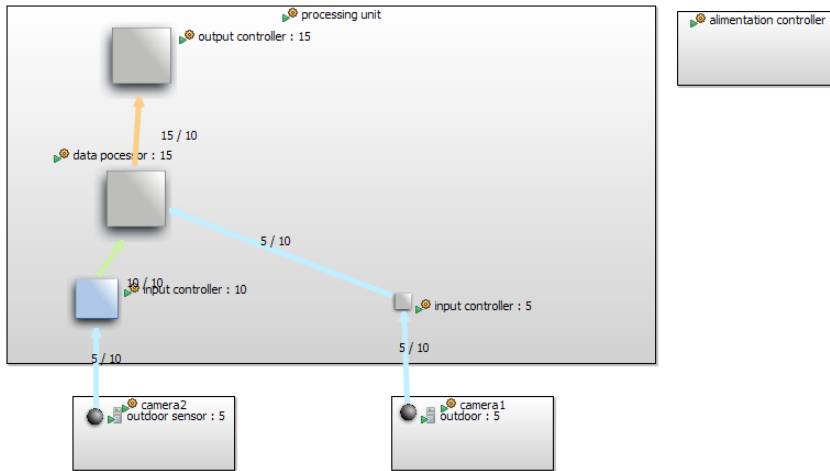 processing unit
alimentation controller
output controller : 15
15 / 10
data pocessor : 15
5 / 10
10 / 10
input controller : 10
input controller : 5
5 / 10
5 / 10
camera2
outdoor sensor : 5
camera1
outdoor : 5